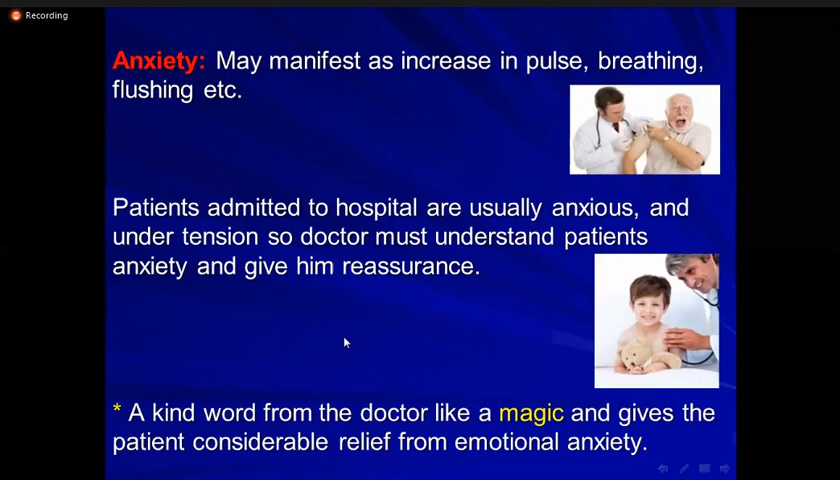 Recording
Anxiety: May manifest as increase in pulse, breathing,
flushing etc.
Patients admitted to hospital are usually anxious, and
under tension so doctor must understand patients
anxiety and give him reassurance.
* A kind word from the doctor like a magic and gives the
patient considerable relief from emotional anxiety.